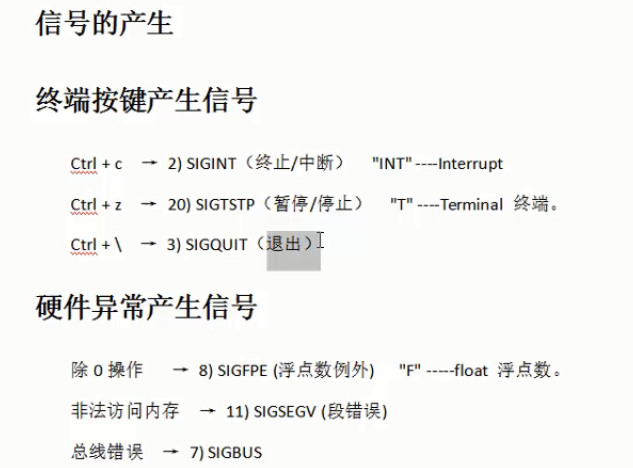 信号的产生
终端按键产生信号
Ctrl + c → 2) SIGINT（终止/中断） "INT" ----Interrupt
Ctrl + z → 20) SIGTSTP（暂停/停止） "T" ----Terminal 终端。
Ctrl + \ → 3) SIGQUIT（退出）
硬件异常产生信号
除 0 操作 → 8) SIGFPE (浮点数例外) "F" -----float 浮点数。
非法访问内存 → 11) SIGSEGV (段错误)
总线错误 → 7) SIGBUS